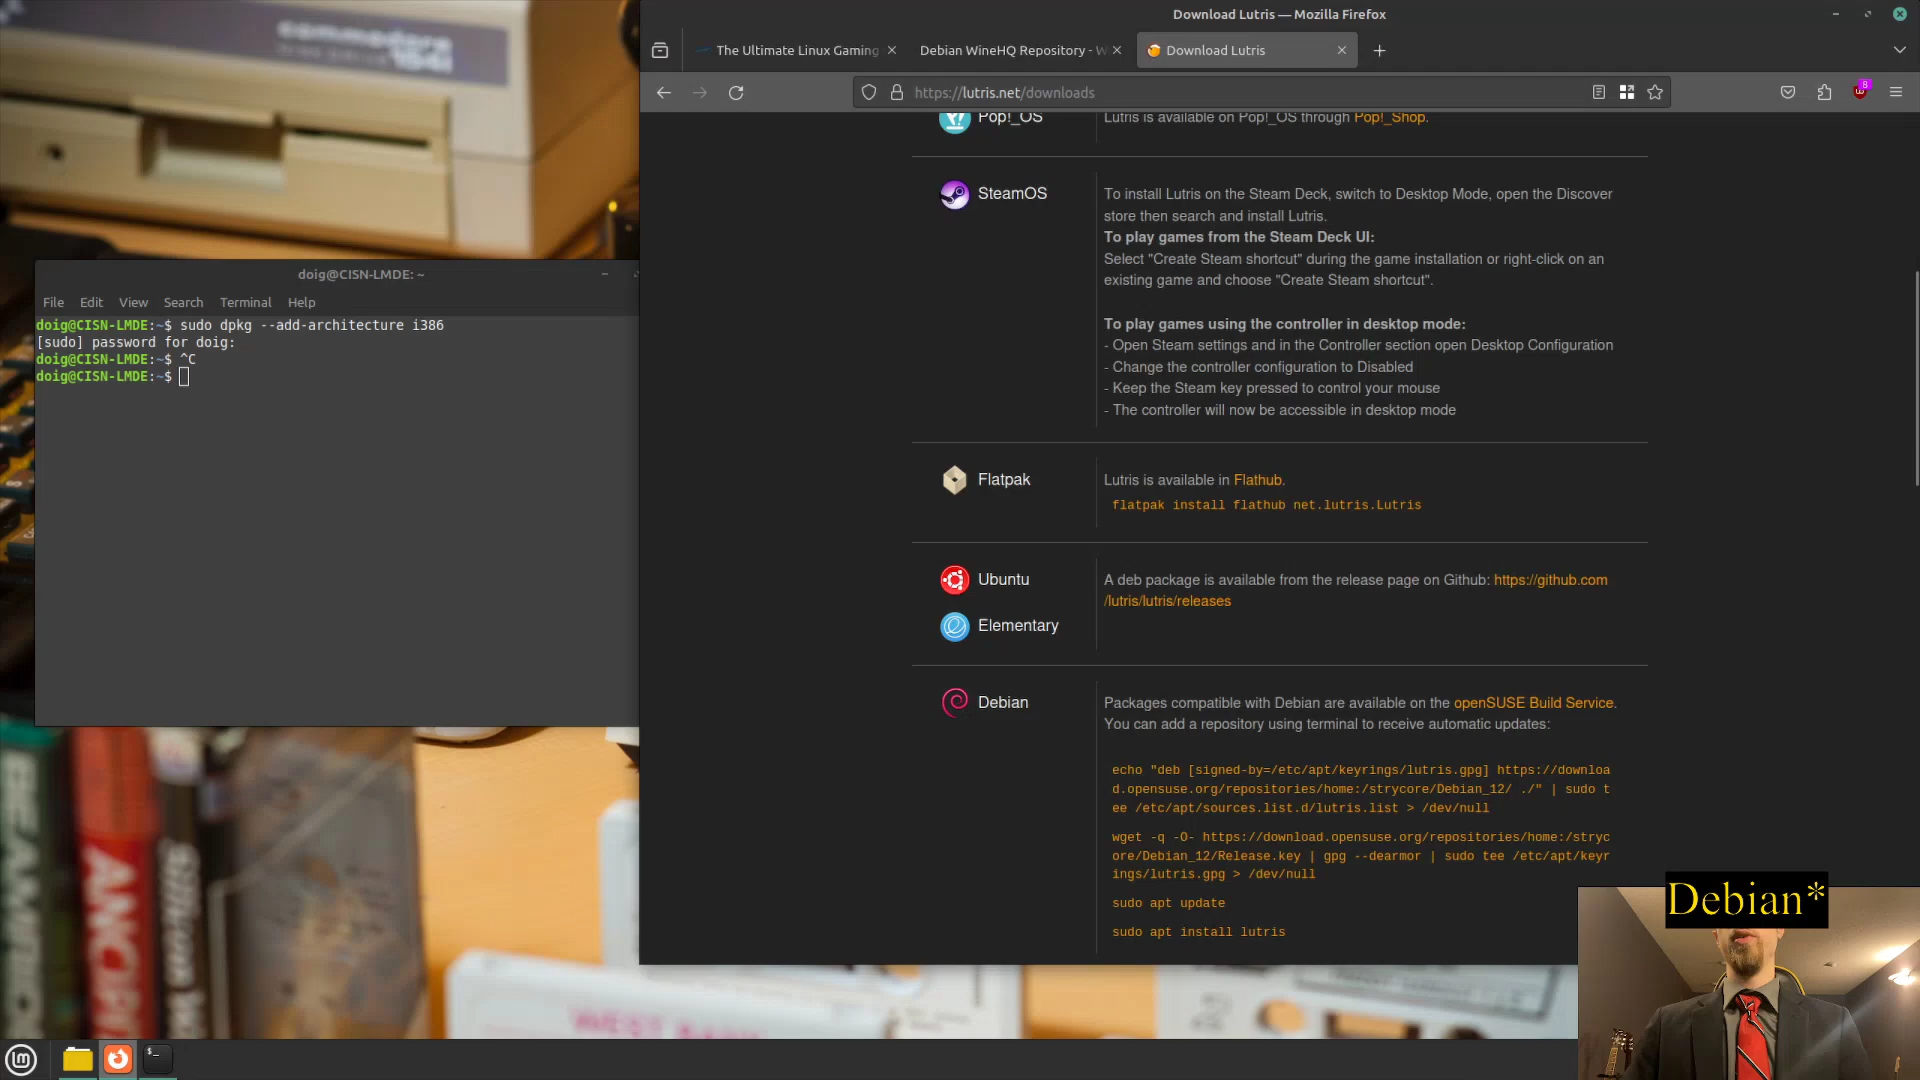 commodore
1541
doig@CISN-LMDE: ~
File Edit View Search Terminal Help
doig@CISN-LMDE:~$ sudo dpkg --add-architecture i386
[sudo] password for doig:
doig@CISN-LMDE:~$ ^C
doig@CISN-LMDE:~$
Download Lutris — Mozilla Firefox
The Ultimate Linux Gaming
Debian WineHQ Repository - W
Download Lutris
https://lutris.net/downloads
8
Pop!_OS
Lutris is available on Pop!_OS through Pop!_Shop.
SteamOS
To install Lutris on the Steam Deck, switch to Desktop Mode, open the Discover
store then search and install Lutris.
To play games from the Steam Deck UI:
Select "Create Steam shortcut" during the game installation or right-click on an
existing game and choose "Create Steam shortcut".
To play games using the controller in desktop mode:
- Open Steam settings and in the Controller section open Desktop Configuration
- Change the controller configuration to Disabled
- Keep the Steam key pressed to control your mouse
- The controller will now be accessible in desktop mode
Flatpak
Lutris is available in Flathub.
flatpak install flathub net.lutris.Lutris
Ubuntu
Elementary
A deb package is available from the release page on Github: https://github.com
/lutris/lutris/releases
Debian
Packages compatible with Debian are available on the openSUSE Build Service.
You can add a repository using terminal to receive automatic updates:
echo "deb [signed-by=/etc/apt/keyrings/lutris.gpg] https://downloa
d.opensuse.org/repositories/home:/strycore/Debian_12/ ./" | sudo t
ee /etc/apt/sources.list.d/lutris.list > /dev/null
wget -q -O- https://download.opensuse.org/repositories/home:/stryc
ore/Debian_12/Release.key | gpg --dearmor | sudo tee /etc/apt/keyr
ings/lutris.gpg > /dev/null
sudo apt update
sudo apt install lutris
Debian*